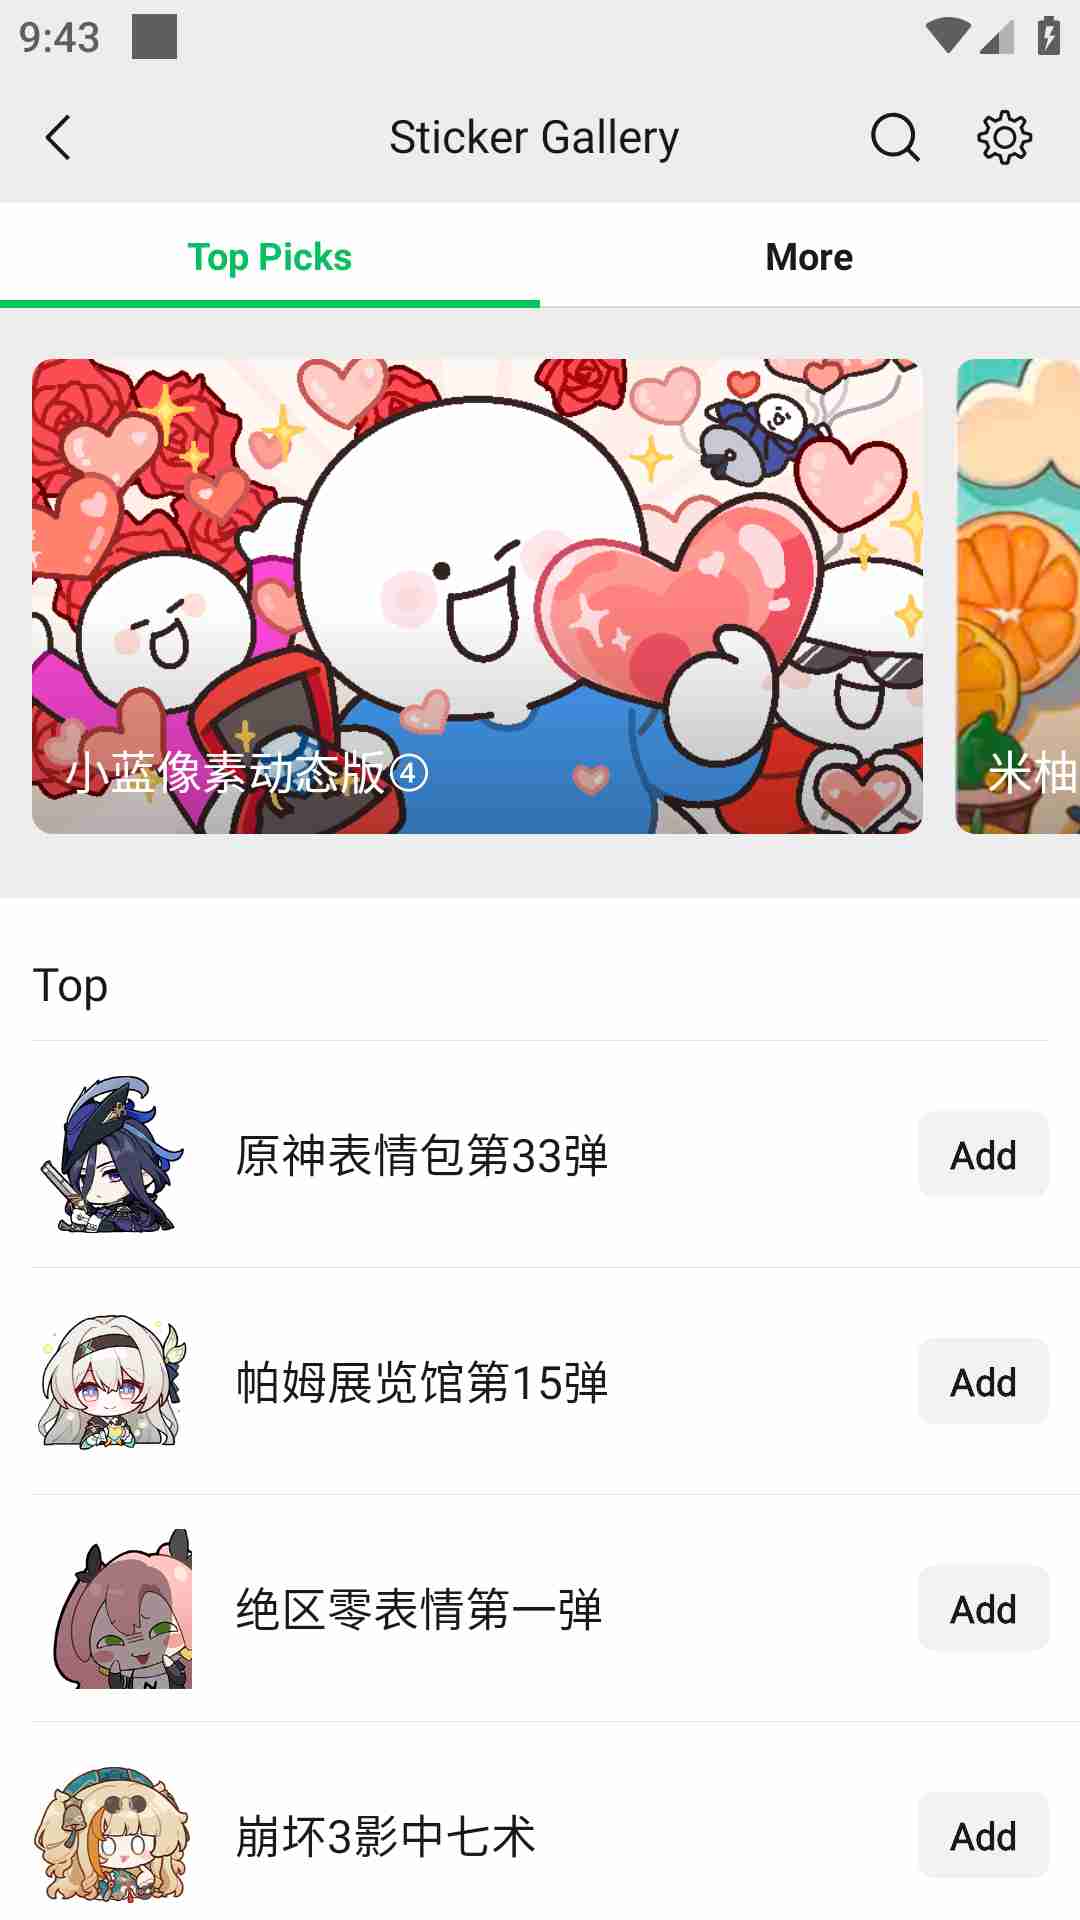 9:43
Sticker Gallery
Top Picks
More
小蓝像素动态版④
米柚
Top
原神表情包第33弹
Add
帕姆展览馆第15弹
Add
绝区零表情第一弹
Add
崩坏3影中七术
Add